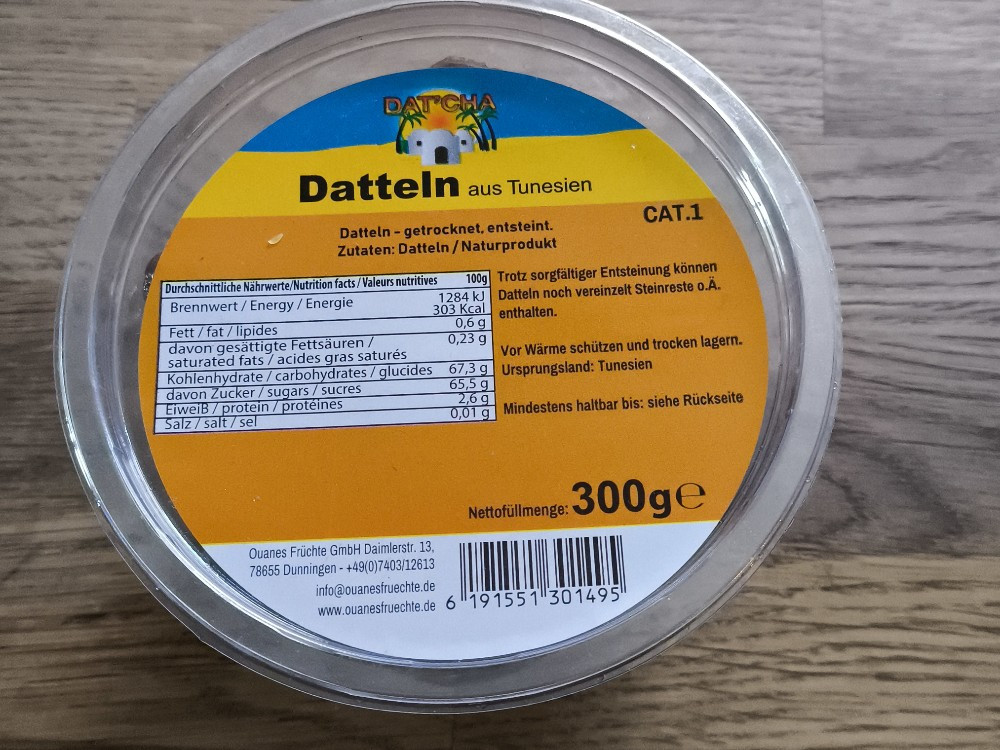 DAT'CHA
Datteln aus Tunesien
CAT.1
Datteln - getrocknet, entsteint.
Zutaten: Datteln / Naturprodukt
Durchschnittliche Nährwerte/Nutrition facts / Valeurs nutritives 100g
Brennwert / Energy / Energie 1284 kJ
303 Kcal
Fett / fat / lipides 0,6 g
davon gesättigte Fettsäuren / 0,23 g
saturated fats / acides gras saturés
Kohlenhydrate / carbohydrates / glucides 67,3 g
davon Zucker / sugars / sucres 65,5 g
Eiweiß / protein / protéines 2,6 g
Salz / salt / sel 0,01 g
Trotz sorgfältiger Entsteinung können
Datteln noch vereinzelt Steinreste o.Ä.
enthalten.
Vor Wärme schützen und trocken lagern.
Ursprungsland: Tunesien
Mindestens haltbar bis: siehe Rückseite
Nettofüllmenge: 300g ℮
Ouanes Früchte GmbH Daimlerstr. 13,
78655 Dunningen - +49(0)7403/12613
info@ouanesfruechte.de
www.ouanesfruechte.de
6 191551 301495